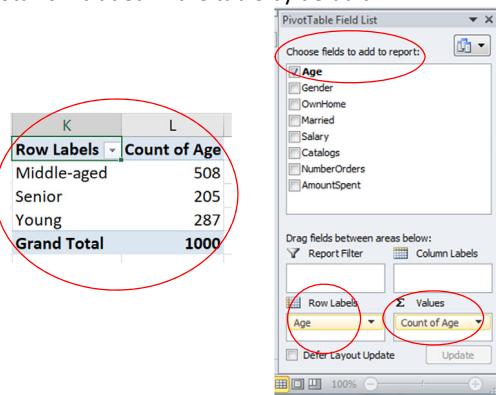 PivotTable Field List
Choose fields to add to report:
Age
Gender
OwnHome
Married
Salary
Catalogs
NumberOrders
AmountSpent
K L
Row Labels Count of Age
Middle-aged 508
Senior 205
Young 287
Grand Total 1000
Drag fields between areas below:
Report Filter Column Labels
Row Labels Σ Values
Age Count of Age
Defer Layout Update Update
100%